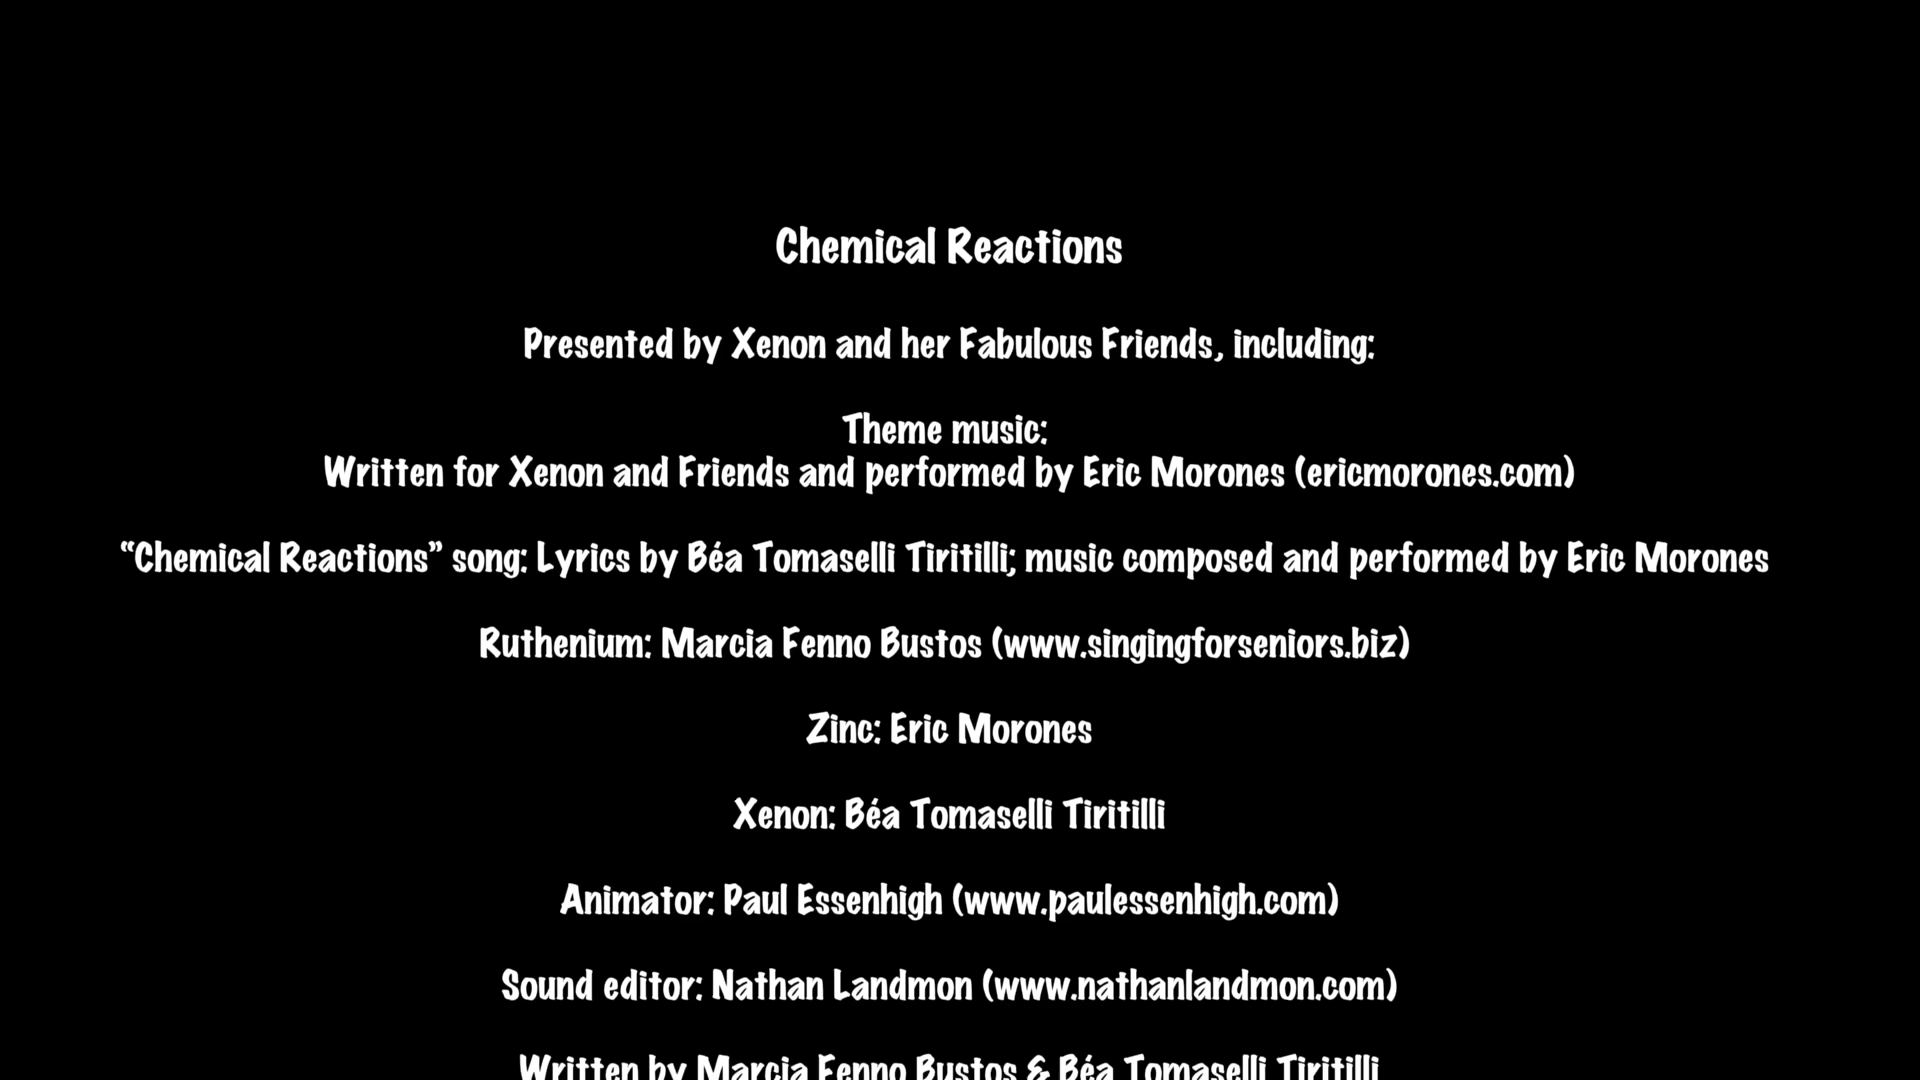 Chemical Reactions
Presented by Xenon and her Fabulous Friends, including:
Theme music:
Written for Xenon and Friends and performed by Eric Morones (ericmorones.com)
“Chemical Reactions” song: Lyrics by Béa Tomaselli Tiritilli; music composed and performed by Eric Morones
Ruthenium: Marcia Fenno Bustos (www.singingforseniors.biz)
Zinc: Eric Morones
Xenon: Béa Tomaselli Tiritilli
Animator: Paul Essenhigh (www.paulessenhigh.com)
Sound editor: Nathan Landmon (www.nathanlandmon.com)
Written by Marcia Fenno Bustos & Béa Tomaselli Tiritilli